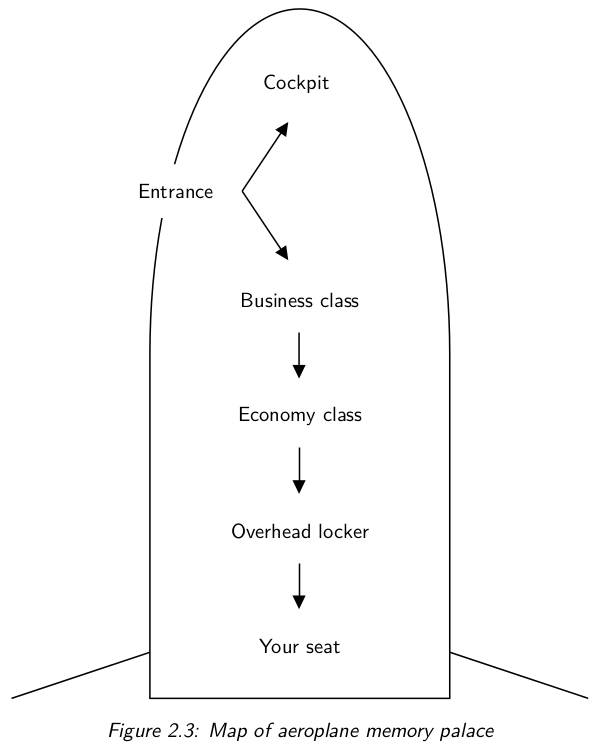 Cockpit
Entrance
Business class
Economy class
Overhead locker
Your seat
Figure 2.3: Map of aeroplane memory palace